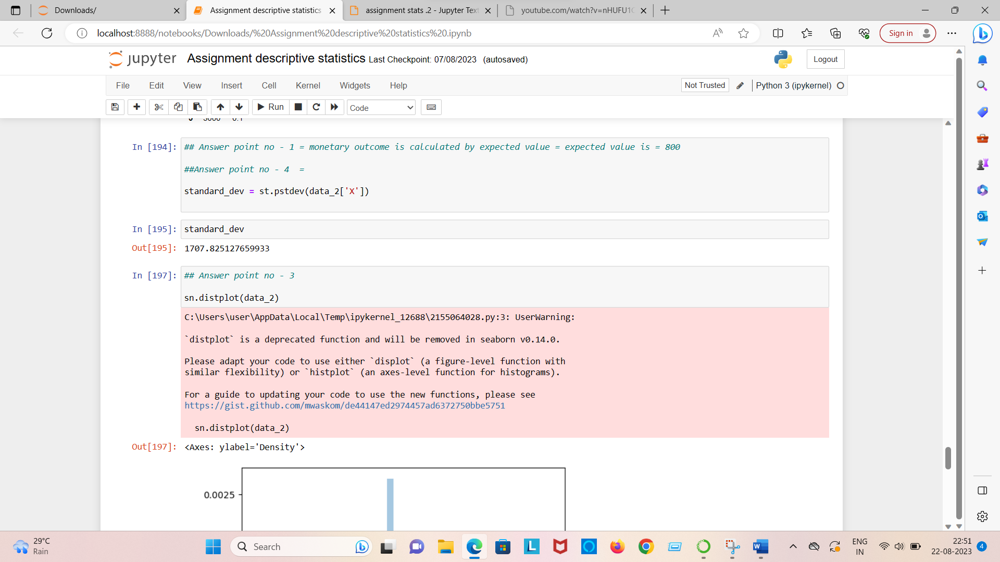 Downloads/
Assignment descriptive statistics
assignment stats .2 - Jupyter Text
youtube.com/watch?v=nHUFU1C
localhost:8888/notebooks/Downloads/%20Assignment%20descriptive%20statistics%20.ipynb
Sign in
jupyter Assignment descriptive statistics Last Checkpoint: 07/08/2023 (autosaved)
Logout
File Edit View Insert Cell Kernel Widgets Help
Not Trusted
Python 3 (ipykernel)
Run
Code
In [194]: ## Answer point no - 1 = monetary outcome is calculated by expected value = expected value is = 800
##Answer point no - 4 =
standard_dev = st.pstdev(data_2['X'])
In [195]: standard_dev
Out[195]: 1707.825127659933
In [197]: ## Answer point no - 3
sn.distplot(data_2)
C:\Users\user\AppData\Local\Temp\ipykernel_12688\2155064028.py:3: UserWarning:
`distplot` is a deprecated function and will be removed in seaborn v0.14.0.
Please adapt your code to use either `displot` (a figure-level function with
similar flexibility) or `histplot` (an axes-level function for histograms).
For a guide to updating your code to use the new functions, please see
https://gist.github.com/mwaskom/de44147ed2974457ad6372750bbe5751
sn.distplot(data_2)
Out[197]: <Axes: ylabel='Density'>
0.0025
29°C
Rain
Search
ENG
IN
22:51
22-08-2023
4